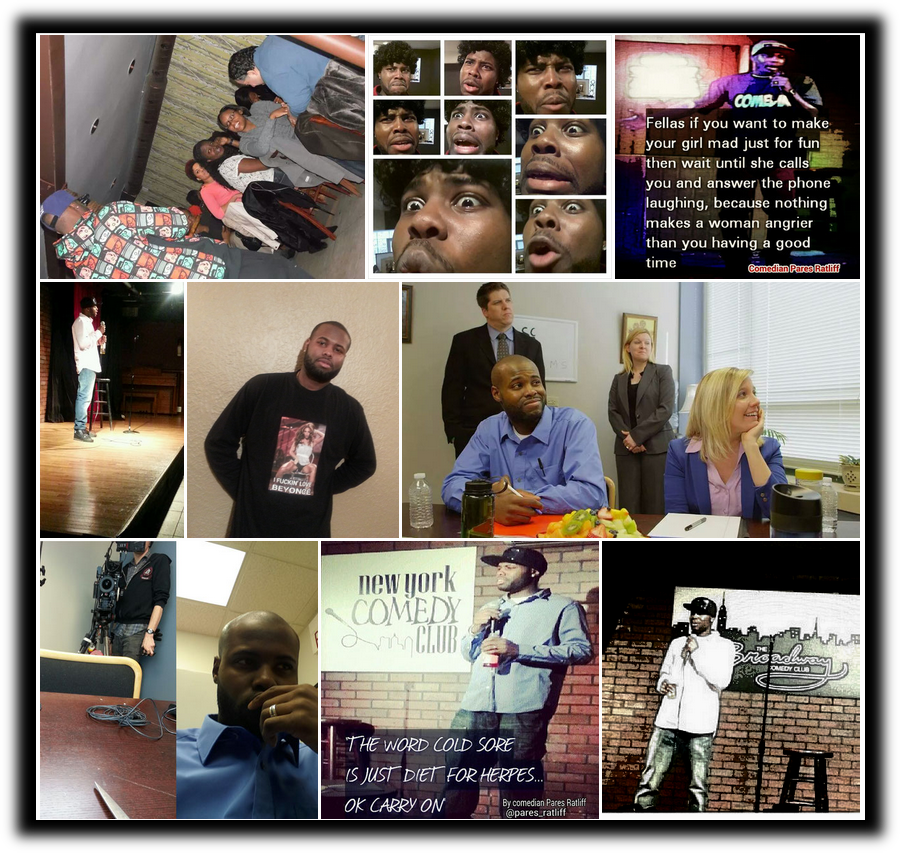 COME
Fellas if you want to make
your girl mad just for fun
then wait until she calls
you and answer the phone
laughing, because nothing
makes a woman angrier
than you having a good
time
Comedian Pares Ratliff
I FUCKIN' LOVE
BEYONCE
new york
COMEDY
CLUB
THE WORD COLD SORE
IS JUST DIET FOR HERPES...
OK CARRY ON
By comedian Pares Ratliff
@pares_ratliff
THE
Broadway
COMEDY CLUB